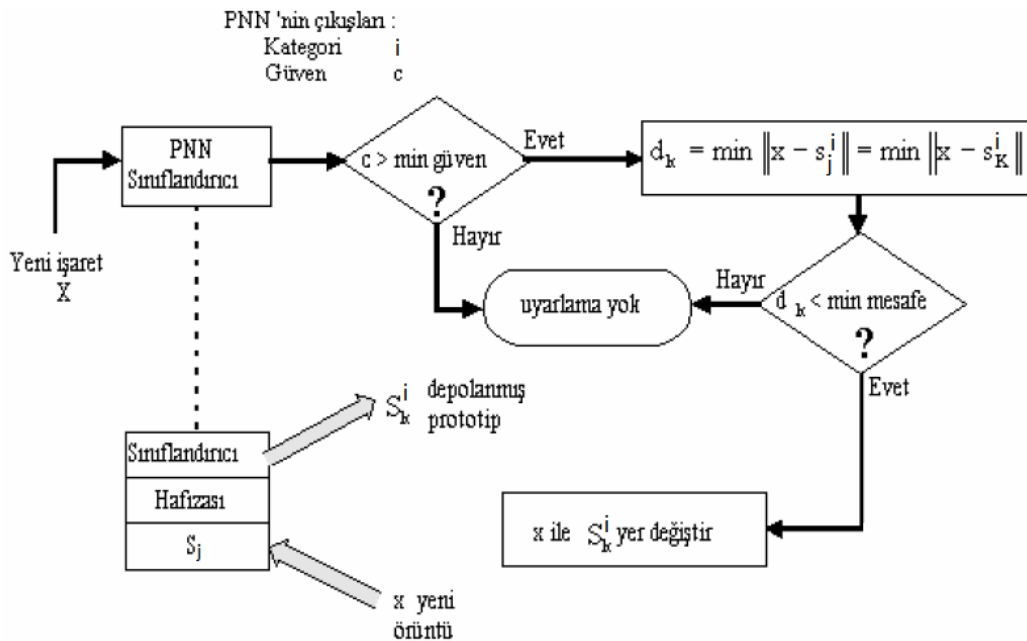 PNN 'nin çıkışları :
Kategori i
Güven c
PNN
Sınıflandırıcı
Yeni işaret
X
c > min güven
?
Evet
Hayır
d_k = min ‖x − s_j^i‖ = min ‖x − s_K^i‖
uyarlama yok
Hayır
d_k < min mesafe
?
Evet
S_k^i depolanmış
prototip
Sınıflandırıcı
Hafızası
S_j
x ile S_k^i yer değiştir
x yeni
örüntü